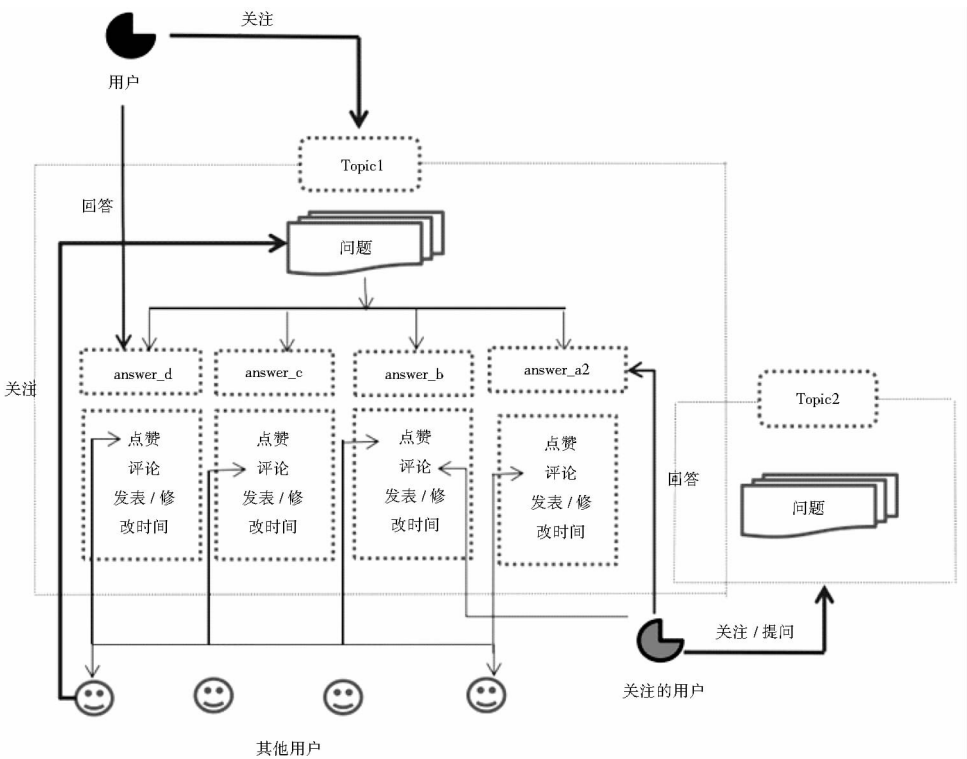 关注
用户
Topic1
回答
问题
answer_d
answer_c
answer_b
answer_a2
关注
Topic2
点赞
评论
发表 / 修
改时间
点赞
评论
发表 / 修
改时间
点赞
评论
发表 / 修
改时间
点赞
评论
发表 / 修
改时间
回答
问题
关注 / 提问
关注的用户
其他用户